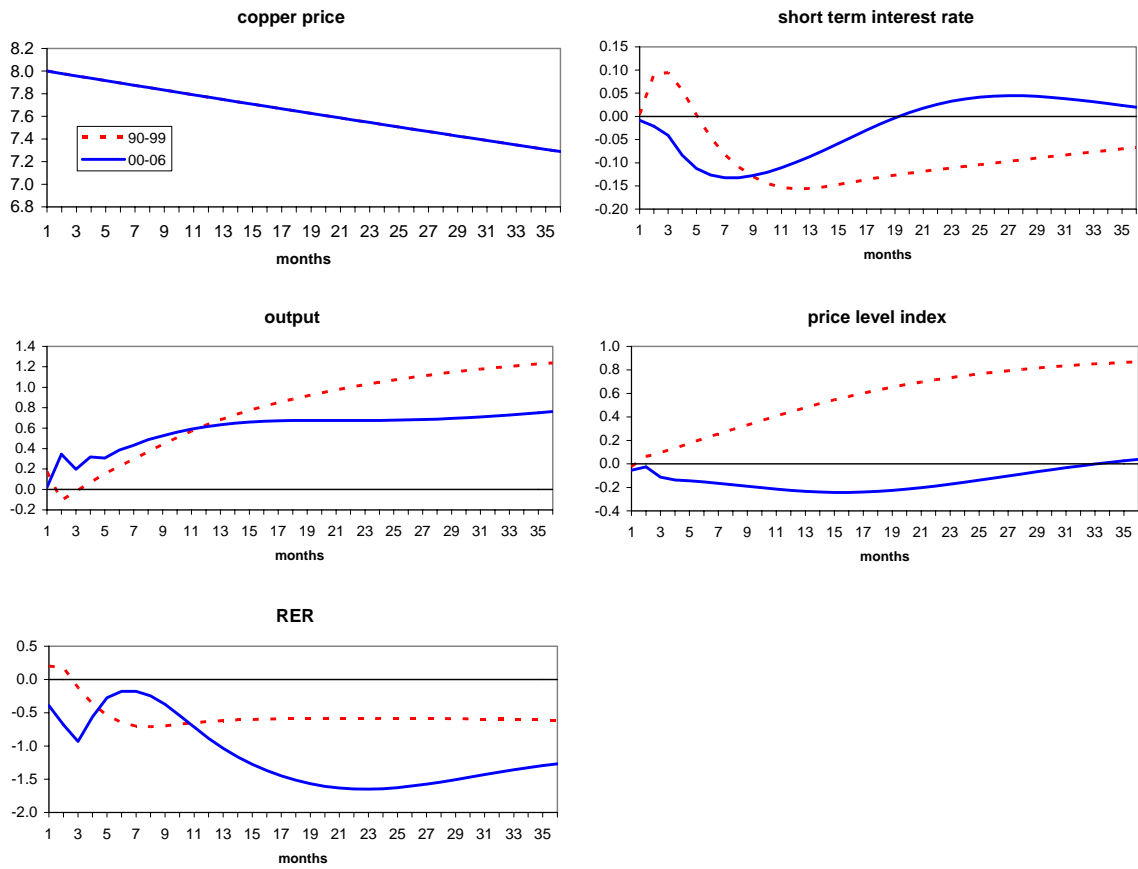 copper price
8.2
8.0
7.8
7.6
7.4
7.2
7.0
6.8
90-99
00-06
1 3 5 7 9 11 13 15 17 19 21 23 25 27 29 31 33 35
months
short term interest rate
0.15
0.10
0.05
0.00
-0.05
-0.10
-0.15
-0.20
1 3 5 7 9 11 13 15 17 19 21 23 25 27 29 31 33 35
months
output
1.4
1.2
1.0
0.8
0.6
0.4
0.2
0.0
-0.2
1 3 5 7 9 11 13 15 17 19 21 23 25 27 29 31 33 35
months
price level index
1.0
0.8
0.6
0.4
0.2
0.0
-0.2
-0.4
1 3 5 7 9 11 13 15 17 19 21 23 25 27 29 31 33 35
months
RER
0.5
0.0
-0.5
-1.0
-1.5
-2.0
1 3 5 7 9 11 13 15 17 19 21 23 25 27 29 31 33 35
months